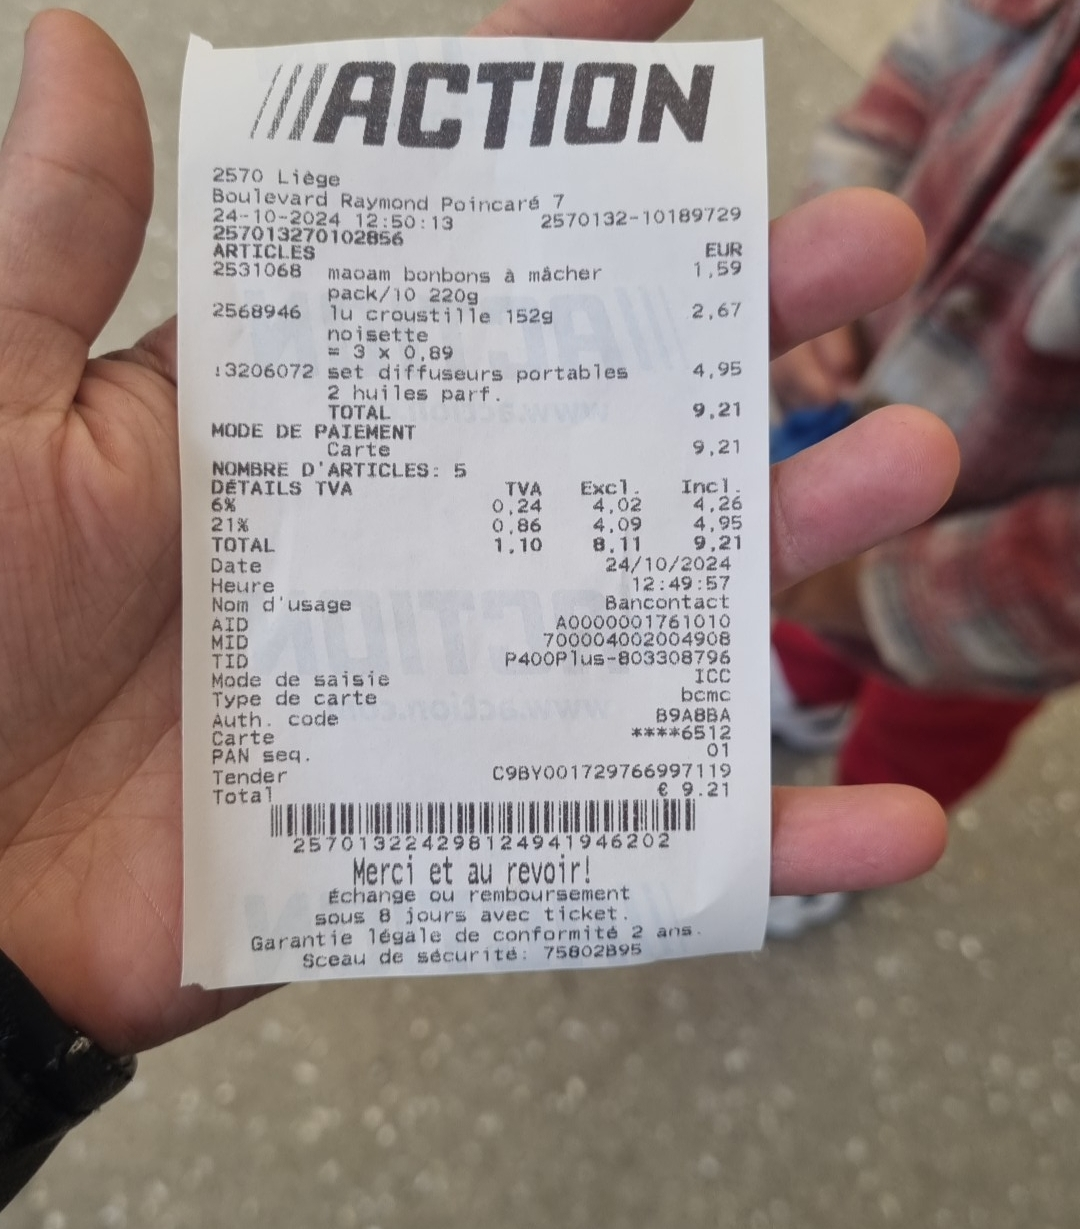 ///ACTION
2570 Liège
Boulevard Raymond Poincaré 7
24-10-2024 12:50:13 2570132-10189729
257013270102856
ARTICLES EUR
2531068 maoam bonbons à mâcher 1,59
pack/10 220g
2568946 lu croustille 152g 2,67
noisette
= 3 x 0,89
:3206072 set diffuseurs portables 4,95
2 huiles parf.
TOTAL 9,21
MODE DE PAIEMENT
Carte 9,21
NOMBRE D'ARTICLES: 5
DÉTAILS TVA TVA Excl. Incl.
6% 0,24 4,02 4,26
21% 0,86 4,09 4,95
TOTAL 1,10 8,11 9,21
Date 24/10/2024
Heure 12:49:57
Nom d'usage Bancontact
AID A0000001761010
MID 700004002004908
TID P400Plus-803308796
Mode de saisie ICC
Type de carte bcmc
Auth. code B9A8BA
Carte ****6512
PAN seq. 01
Tender C9BY001729766997119
Total € 9.21
257013224298124941946202
Merci et au revoir!
Échange ou remboursement
sous 8 jours avec ticket.
Garantie légale de conformité 2 ans.
Sceau de sécurité: 75802B95